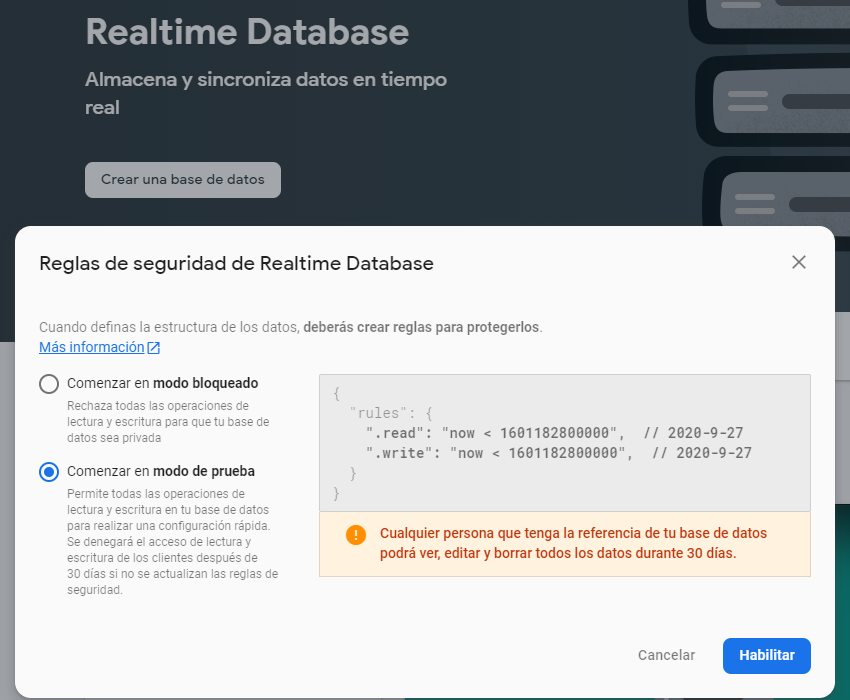 Realtime Database
Almacena y sincroniza datos en tiempo
real
Crear una base de datos
Reglas de seguridad de Realtime Database
Cuando definas la estructura de los datos, deberás crear reglas para protegerlos.
Más información
Comenzar en modo bloqueado
Rechaza todas las operaciones de
lectura y escritura para que tu base de
datos sea privada
Comenzar en modo de prueba
Permite todas las operaciones de
lectura y escritura en tu base de datos
para realizar una configuración rápida.
Se denegará el acceso de lectura y
escritura de los clientes después de
30 días si no se actualizan las reglas de
seguridad.
{
"rules": {
".read": "now < 1601182800000",  // 2020-9-27
".write": "now < 1601182800000",  // 2020-9-27
}
}
Cualquier persona que tenga la referencia de tu base de datos
podrá ver, editar y borrar todos los datos durante 30 días.
Cancelar
Habilitar